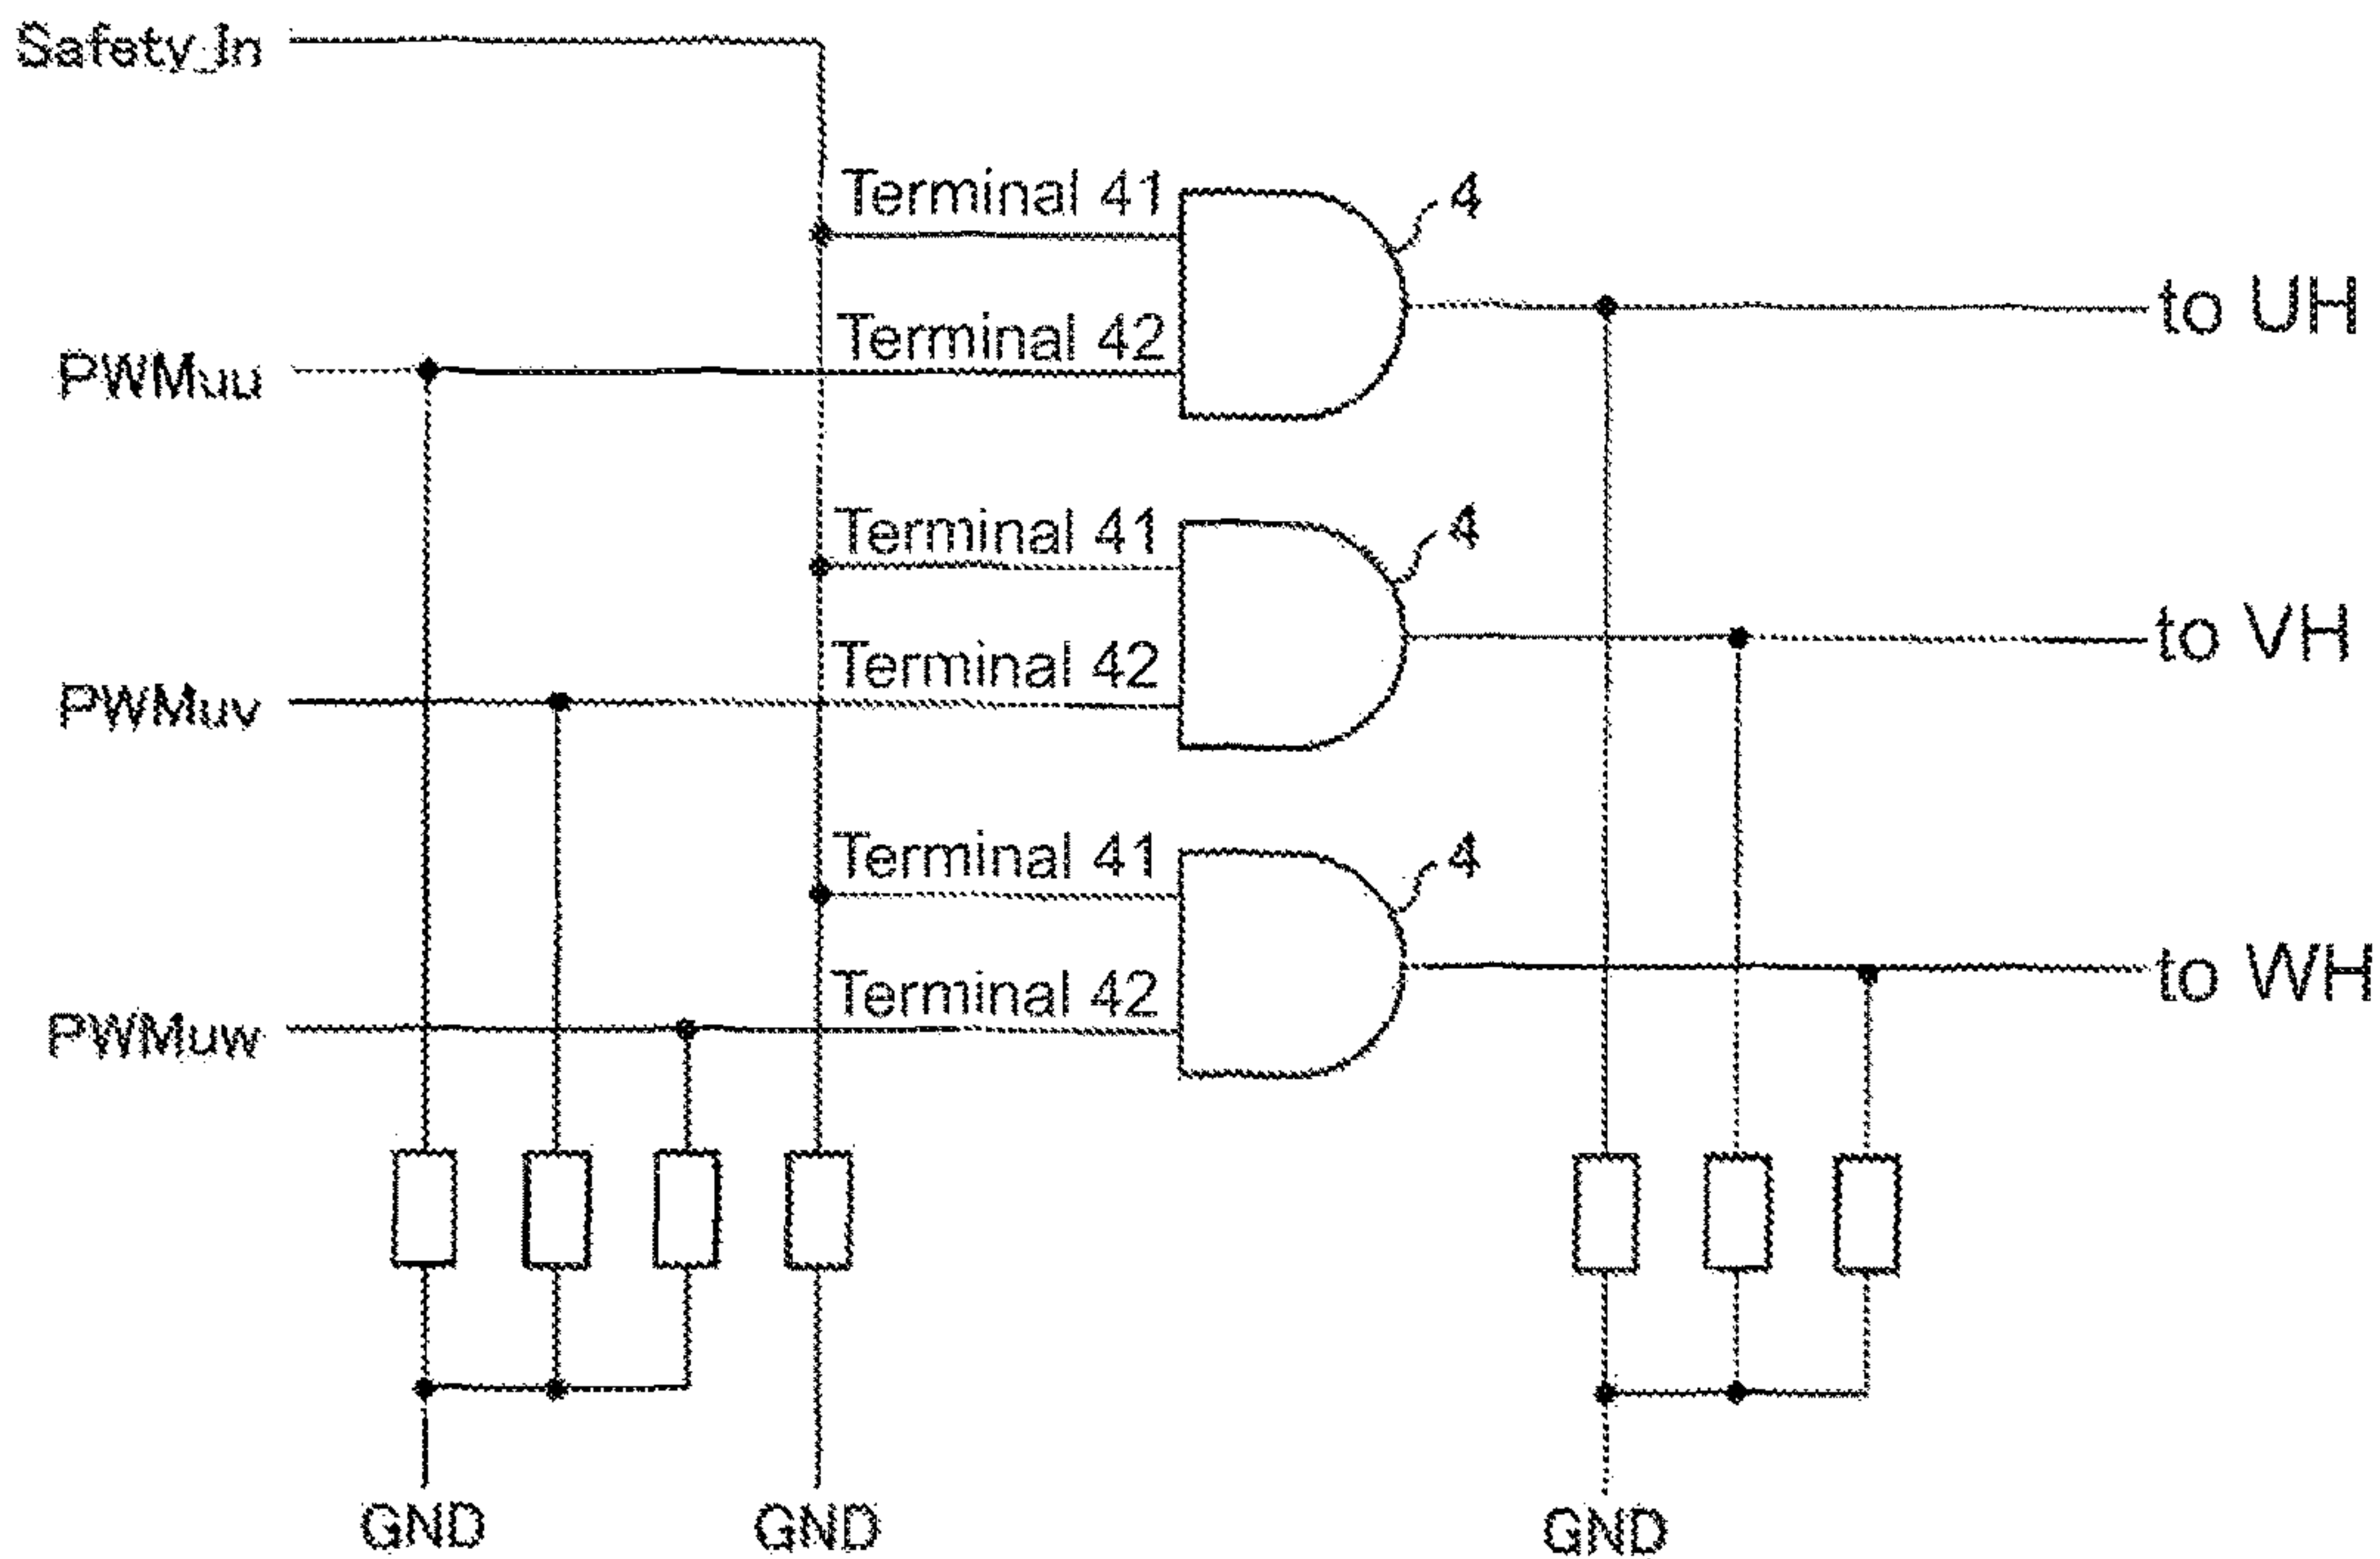 Safety_In
Terminal 41
4
to UH
Terminal 42
PWMuu
Terminal 41
4
to VH
Terminal 42
PWMuv
Terminal 41
4
to WH
Terminal 42
PWMuw
GND
GND
GND